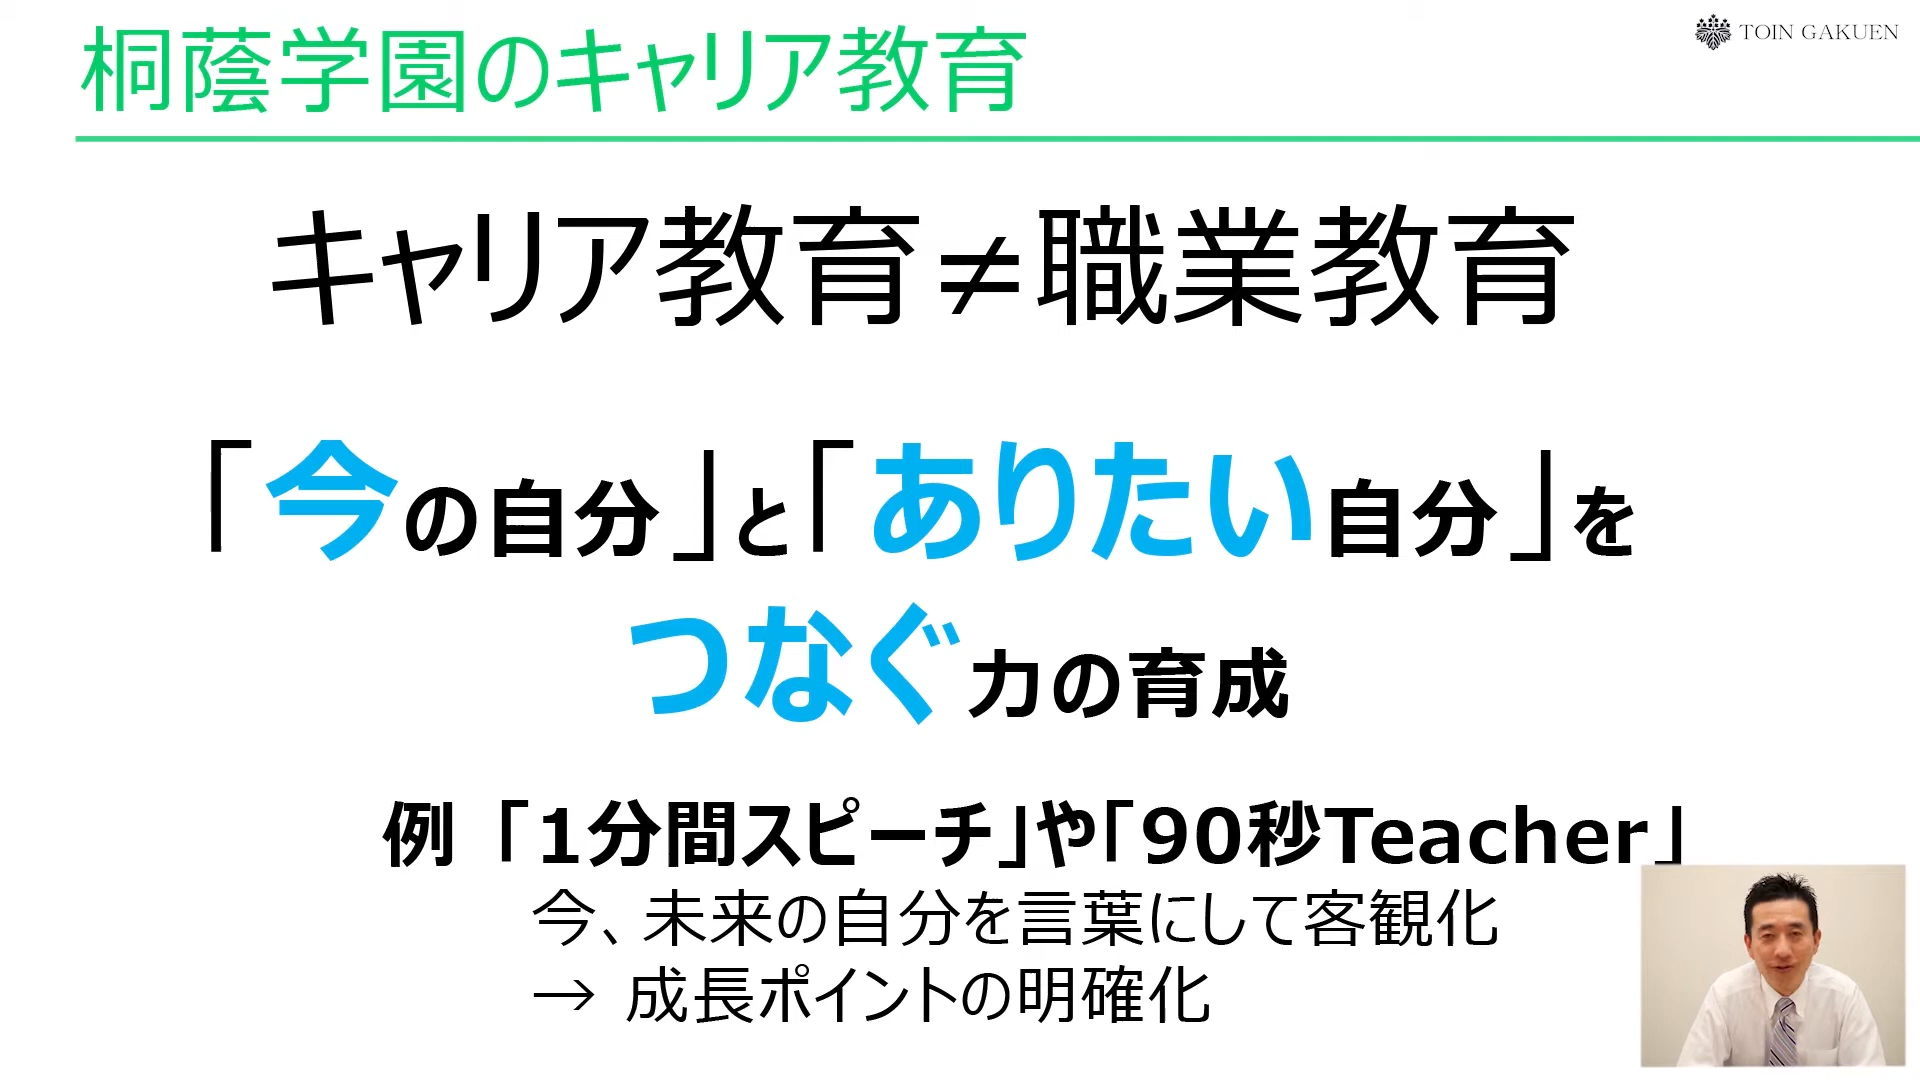 桐蔭学園のキャリア教育
TOIN GAKUEN
キャリア教育≠職業教育
「今の自分」と「ありたい自分」を
つなぐ力の育成
例「1分間スピーチ」や「90秒Teacher」
今、未来の自分を言葉にして客観化
→ 成長ポイントの明確化